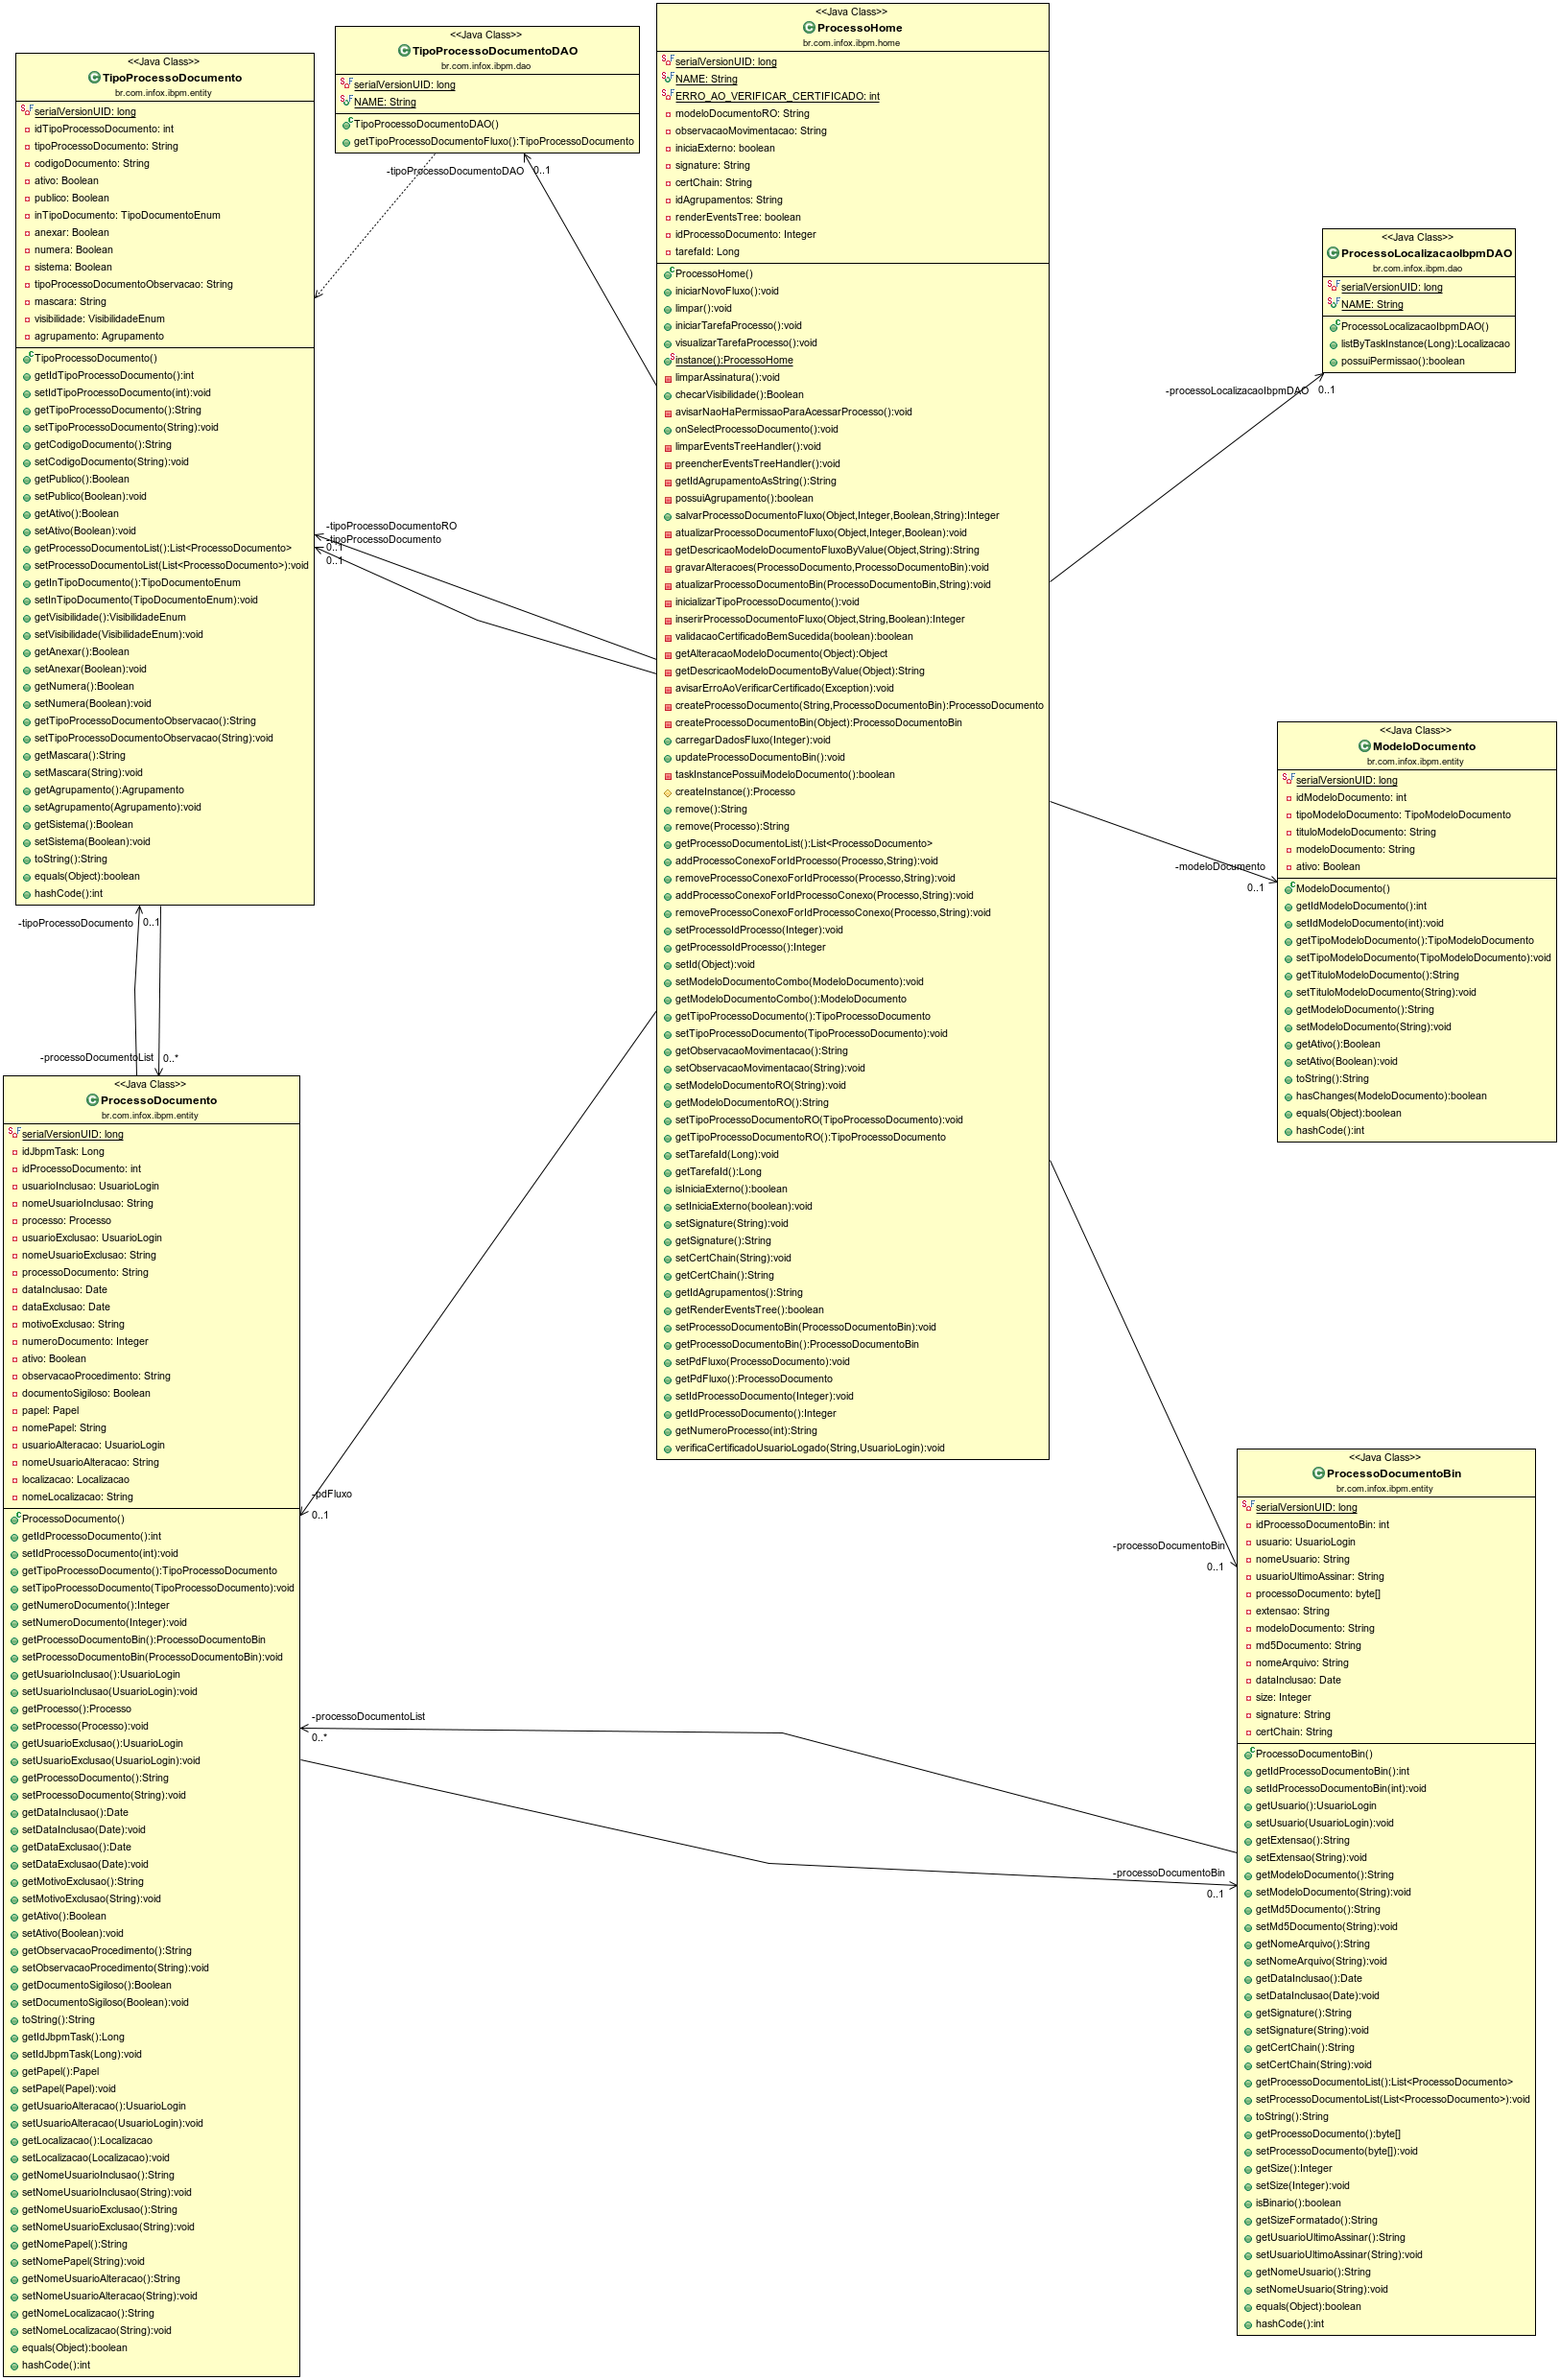 <<Java Class>>
TipoProcessoDocumento
br.com.infox.ibpm.entity
serialVersionUID: long
idTipoProcessoDocumento: int
tipoProcessoDocumento: String
codigoDocumento: String
ativo: Boolean
publico: Boolean
inTipoDocumento: TipoDocumentoEnum
anexar: Boolean
numera: Boolean
sistema: Boolean
tipoProcessoDocumentoObservacao: String
mascara: String
visibilidade: VisibilidadeEnum
agrupamento: Agrupamento
TipoProcessoDocumento()
getIdTipoProcessoDocumento():int
setIdTipoProcessoDocumento(int):void
getTipoProcessoDocumento():String
setTipoProcessoDocumento(String):void
getCodigoDocumento():String
setCodigoDocumento(String):void
getPublico():Boolean
setPublico(Boolean):void
getAtivo():Boolean
setAtivo(Boolean):void
getProcessoDocumentoList():List<ProcessoDocumento>
setProcessoDocumentoList(List<ProcessoDocumento>):void
getInTipoDocumento():TipoDocumentoEnum
setInTipoDocumento(TipoDocumentoEnum):void
getVisibilidade():VisibilidadeEnum
setVisibilidade(VisibilidadeEnum):void
getAnexar():Boolean
setAnexar(Boolean):void
getNumera():Boolean
setNumera(Boolean):void
getTipoProcessoDocumentoObservacao():String
setTipoProcessoDocumentoObservacao(String):void
getMascara():String
setMascara(String):void
getAgrupamento():Agrupamento
setAgrupamento(Agrupamento):void
getSistema():Boolean
setSistema(Boolean):void
toString():String
equals(Object):boolean
hashCode():int
<<Java Class>>
TipoProcessoDocumentoDAO
br.com.infox.ibpm.dao
serialVersionUID: long
NAME: String
TipoProcessoDocumentoDAO()
getTipoProcessoDocumentoFluxo():TipoProcessoDocumento
-tipoProcessoDocumentoDAO
0..1
<<Java Class>>
ProcessoHome
br.com.infox.ibpm.home
serialVersionUID: long
NAME: String
ERRO_AO_VERIFICAR_CERTIFICADO: int
modeloDocumentoRO: String
observacaoMovimentacao: String
iniciaExterno: boolean
signature: String
certChain: String
idAgrupamentos: String
renderEventsTree: boolean
idProcessoDocumento: Integer
tarefaId: Long
ProcessoHome()
iniciarNovoFluxo():void
limpar():void
iniciarTarefaProcesso():void
visualizarTarefaProcesso():void
instance():ProcessoHome
limparAssinatura():void
checarVisibilidade():Boolean
avisarNaoHaPermissaoParaAcessarProcesso():void
onSelectProcessoDocumento():void
limparEventsTreeHandler():void
preencherEventsTreeHandler():void
getIdAgrupamentoAsString():String
possuiAgrupamento():boolean
salvarProcessoDocumentoFluxo(Object,Integer,Boolean,String):Integer
atualizarProcessoDocumentoFluxo(Object,Integer,Boolean):void
getDescricaoModeloDocumentoFluxoByValue(Object,String):String
gravarAlteracoes(ProcessoDocumento,ProcessoDocumentoBin):void
atualizarProcessoDocumentoBin(ProcessoDocumentoBin,String):void
inicializarTipoProcessoDocumento():void
inserirProcessoDocumentoFluxo(Object,String,Boolean):Integer
validacaoCertificadoBemSucedida(boolean):boolean
getAlteracaoModeloDocumento(Object):Object
getDescricaoModeloDocumentoByValue(Object):String
avisarErroAoVerificarCertificado(Exception):void
createProcessoDocumento(String,ProcessoDocumentoBin):ProcessoDocumento
createProcessoDocumentoBin(Object):ProcessoDocumentoBin
carregarDadosFluxo(Integer):void
updateProcessoDocumentoBin():void
taskInstancePossuiModeloDocumento():boolean
createInstance():Processo
remove():String
remove(Processo):String
getProcessoDocumentoList():List<ProcessoDocumento>
addProcessoConexoForIdProcesso(Processo,String):void
removeProcessoConexoForIdProcesso(Processo,String):void
addProcessoConexoForIdProcessoConexo(Processo,String):void
removeProcessoConexoForIdProcessoConexo(Processo,String):void
setProcessoIdProcesso(Integer):void
getProcessoIdProcesso():Integer
setId(Object):void
setModeloDocumentoCombo(ModeloDocumento):void
getModeloDocumentoCombo():ModeloDocumento
getTipoProcessoDocumento():TipoProcessoDocumento
setTipoProcessoDocumento(TipoProcessoDocumento):void
getObservacaoMovimentacao():String
setObservacaoMovimentacao(String):void
setModeloDocumentoRO(String):void
getModeloDocumentoRO():String
setTipoProcessoDocumentoRO(TipoProcessoDocumento):void
getTipoProcessoDocumentoRO():TipoProcessoDocumento
setTarefaId(Long):void
getTarefaId():Long
isIniciaExterno():boolean
setIniciaExterno(boolean):void
setSignature(String):void
getSignature():String
setCertChain(String):void
getCertChain():String
getIdAgrupamentos():String
getRenderEventsTree():boolean
setProcessoDocumentoBin(ProcessoDocumentoBin):void
getProcessoDocumentoBin():ProcessoDocumentoBin
setPdFluxo(ProcessoDocumento):void
getPdFluxo():ProcessoDocumento
setIdProcessoDocumento(Integer):void
getIdProcessoDocumento():Integer
getNumeroProcesso(int):String
verificaCertificadoUsuarioLogado(String,UsuarioLogin):void
<<Java Class>>
ProcessoLocalizacaoIbpmDAO
br.com.infox.ibpm.dao
serialVersionUID: long
NAME: String
ProcessoLocalizacaoIbpmDAO()
listByTaskInstance(Long):Localizacao
possuiPermissao():boolean
-processoLocalizacaoIbpmDAO
0..1
-tipoProcessoDocumentoRO
-tipoProcessoDocumento
0..1
0..1
<<Java Class>>
ModeloDocumento
br.com.infox.ibpm.entity
serialVersionUID: long
idModeloDocumento: int
tipoModeloDocumento: TipoModeloDocumento
tituloModeloDocumento: String
modeloDocumento: String
ativo: Boolean
ModeloDocumento()
getIdModeloDocumento():int
setIdModeloDocumento(int):void
getTipoModeloDocumento():TipoModeloDocumento
setTipoModeloDocumento(TipoModeloDocumento):void
getTituloModeloDocumento():String
setTituloModeloDocumento(String):void
getModeloDocumento():String
setModeloDocumento(String):void
getAtivo():Boolean
setAtivo(Boolean):void
toString():String
hasChanges(ModeloDocumento):boolean
equals(Object):boolean
hashCode():int
-modeloDocumento
0..1
-tipoProcessoDocumento
0..1
-processoDocumentoList
0..*
<<Java Class>>
ProcessoDocumento
br.com.infox.ibpm.entity
serialVersionUID: long
idJbpmTask: Long
idProcessoDocumento: int
usuarioInclusao: UsuarioLogin
nomeUsuarioInclusao: String
processo: Processo
usuarioExclusao: UsuarioLogin
nomeUsuarioExclusao: String
processoDocumento: String
dataInclusao: Date
dataExclusao: Date
motivoExclusao: String
numeroDocumento: Integer
ativo: Boolean
observacaoProcedimento: String
documentoSigiloso: Boolean
papel: Papel
nomePapel: String
usuarioAlteracao: UsuarioLogin
nomeUsuarioAlteracao: String
localizacao: Localizacao
nomeLocalizacao: String
ProcessoDocumento()
getIdProcessoDocumento():int
setIdProcessoDocumento(int):void
getTipoProcessoDocumento():TipoProcessoDocumento
setTipoProcessoDocumento(TipoProcessoDocumento):void
getNumeroDocumento():Integer
setNumeroDocumento(Integer):void
getProcessoDocumentoBin():ProcessoDocumentoBin
setProcessoDocumentoBin(ProcessoDocumentoBin):void
getUsuarioInclusao():UsuarioLogin
setUsuarioInclusao(UsuarioLogin):void
getProcesso():Processo
setProcesso(Processo):void
getUsuarioExclusao():UsuarioLogin
setUsuarioExclusao(UsuarioLogin):void
getProcessoDocumento():String
setProcessoDocumento(String):void
getDataInclusao():Date
setDataInclusao(Date):void
getDataExclusao():Date
setDataExclusao(Date):void
getMotivoExclusao():String
setMotivoExclusao(String):void
getAtivo():Boolean
setAtivo(Boolean):void
getObservacaoProcedimento():String
setObservacaoProcedimento(String):void
getDocumentoSigiloso():Boolean
setDocumentoSigiloso(Boolean):void
toString():String
getIdJbpmTask():Long
setIdJbpmTask(Long):void
getPapel():Papel
setPapel(Papel):void
getUsuarioAlteracao():UsuarioLogin
setUsuarioAlteracao(UsuarioLogin):void
getLocalizacao():Localizacao
setLocalizacao(Localizacao):void
getNomeUsuarioInclusao():String
setNomeUsuarioInclusao(String):void
getNomeUsuarioExclusao():String
setNomeUsuarioExclusao(String):void
getNomePapel():String
setNomePapel(String):void
getNomeUsuarioAlteracao():String
setNomeUsuarioAlteracao(String):void
getNomeLocalizacao():String
setNomeLocalizacao(String):void
equals(Object):boolean
hashCode():int
-pdFluxo
0..1
-processoDocumentoBin
0..1
-processoDocumentoList
0..*
-processoDocumentoBin
0..1
<<Java Class>>
ProcessoDocumentoBin
br.com.infox.ibpm.entity
serialVersionUID: long
idProcessoDocumentoBin: int
usuario: UsuarioLogin
nomeUsuario: String
usuarioUltimoAssinar: String
processoDocumento: byte[]
extensao: String
modeloDocumento: String
md5Documento: String
nomeArquivo: String
dataInclusao: Date
size: Integer
signature: String
certChain: String
ProcessoDocumentoBin()
getIdProcessoDocumentoBin():int
setIdProcessoDocumentoBin(int):void
getUsuario():UsuarioLogin
setUsuario(UsuarioLogin):void
getExtensao():String
setExtensao(String):void
getModeloDocumento():String
setModeloDocumento(String):void
getMd5Documento():String
setMd5Documento(String):void
getNomeArquivo():String
setNomeArquivo(String):void
getDataInclusao():Date
setDataInclusao(Date):void
getSignature():String
setSignature(String):void
getCertChain():String
setCertChain(String):void
getProcessoDocumentoList():List<ProcessoDocumento>
setProcessoDocumentoList(List<ProcessoDocumento>):void
toString():String
getProcessoDocumento():byte[]
setProcessoDocumento(byte[]):void
getSize():Integer
setSize(Integer):void
isBinario():boolean
getSizeFormatado():String
getUsuarioUltimoAssinar():String
setUsuarioUltimoAssinar(String):void
getNomeUsuario():String
setNomeUsuario(String):void
equals(Object):boolean
hashCode():int